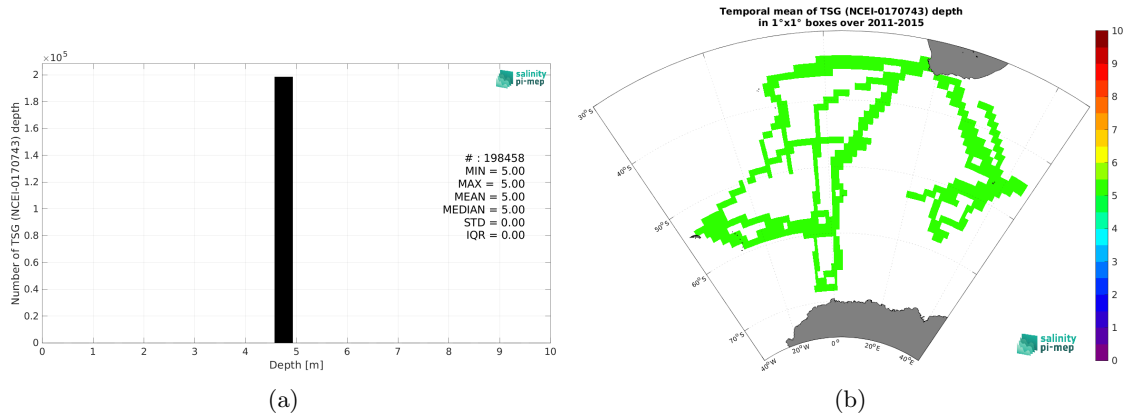 ×10⁵
2
1.8
1.6
1.4
1.2
1
0.8
0.6
0.4
0.2
0
Number of TSG (NCEI-0170743) depth
0 1 2 3 4 5 6 7 8 9 10
Depth [m]
salinity
pi-mep
# : 198458
MIN = 5.00
MAX = 5.00
MEAN = 5.00
MEDIAN = 5.00
STD = 0.00
IQR = 0.00
(a)
Temporal mean of TSG (NCEI-0170743) depth
in 1°x1° boxes over 2011-2015
30°S
40°S
50°S
60°S
70°S
40°W
20°W
0°
20°E
40°E
10
9
8
7
6
5
4
3
2
1
0
salinity
pi-mep
(b)